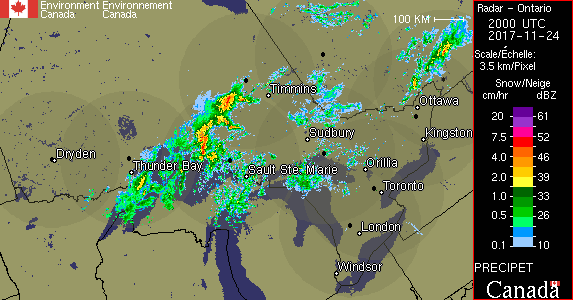 Environment Environnement
Canada Canada
Radar - Ontario
2000 UTC
2017-11-24
Scale/Échelle:
3.5 km/Pixel
Snow/Neige
cm/hr dBZ
20 61
7.5 52
4.0 46
2.0 39
1.0 33
0.5 26
0.1 10
PRECIPET
Canada
100 KM
Timmins
Ottawa
Sudbury
Kingston
Dryden
Thunder Bay
Sault Ste. Marie
Orillia
Toronto
London
Windsor